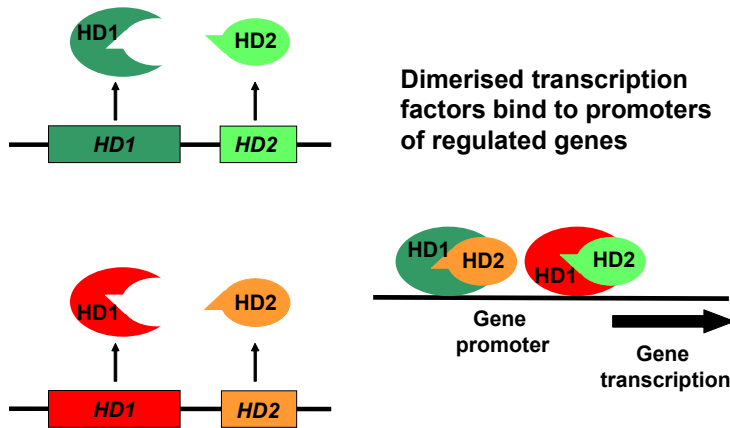 HD1
HD2
HD1
HD2
Dimerised transcription
factors bind to promoters
of regulated genes
HD1
HD2
HD1
HD2
HD1
HD2
HD1
HD2
Gene
promoter
Gene
transcription